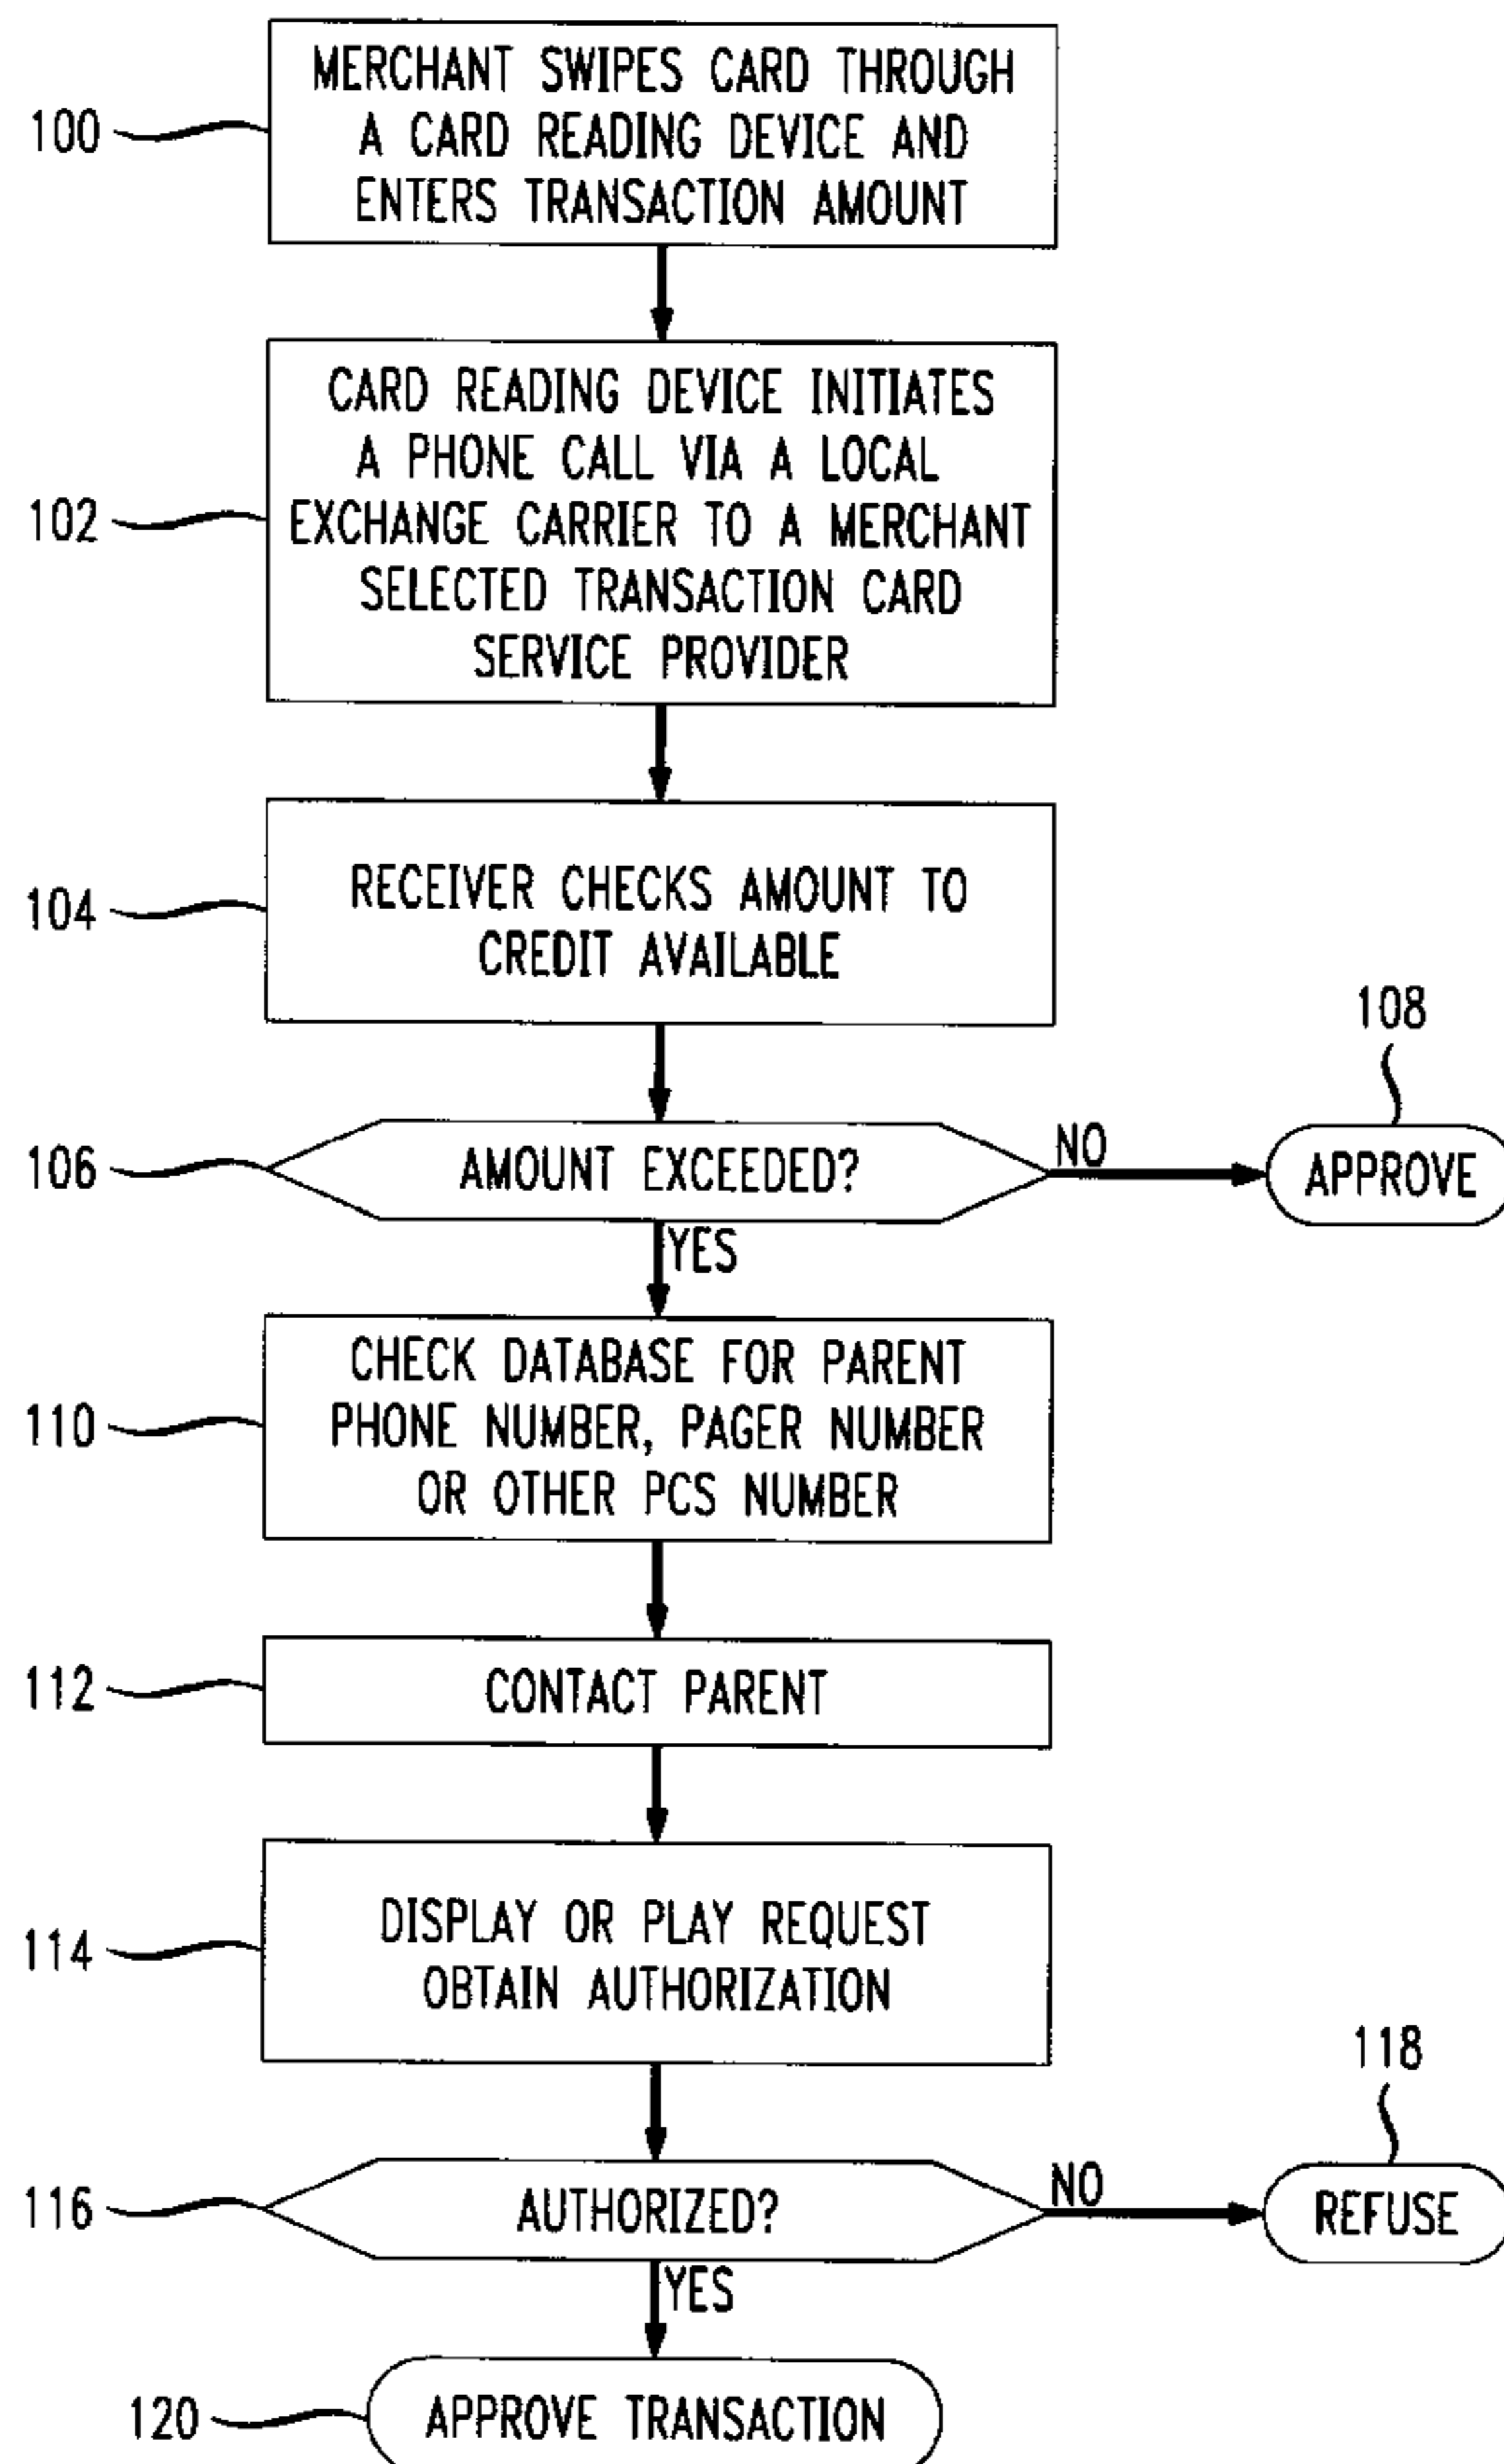 100
MERCHANT SWIPES CARD THROUGH
A CARD READING DEVICE AND
ENTERS TRANSACTION AMOUNT
102
CARD READING DEVICE INITIATES
A PHONE CALL VIA A LOCAL
EXCHANGE CARRIER TO A MERCHANT
SELECTED TRANSACTION CARD
SERVICE PROVIDER
104
RECEIVER CHECKS AMOUNT TO
CREDIT AVAILABLE
106
AMOUNT EXCEEDED?
NO
108
APPROVE
YES
110
CHECK DATABASE FOR PARENT
PHONE NUMBER, PAGER NUMBER
OR OTHER PCS NUMBER
112
CONTACT PARENT
114
DISPLAY OR PLAY REQUEST
OBTAIN AUTHORIZATION
116
AUTHORIZED?
NO
118
REFUSE
YES
120
APPROVE TRANSACTION